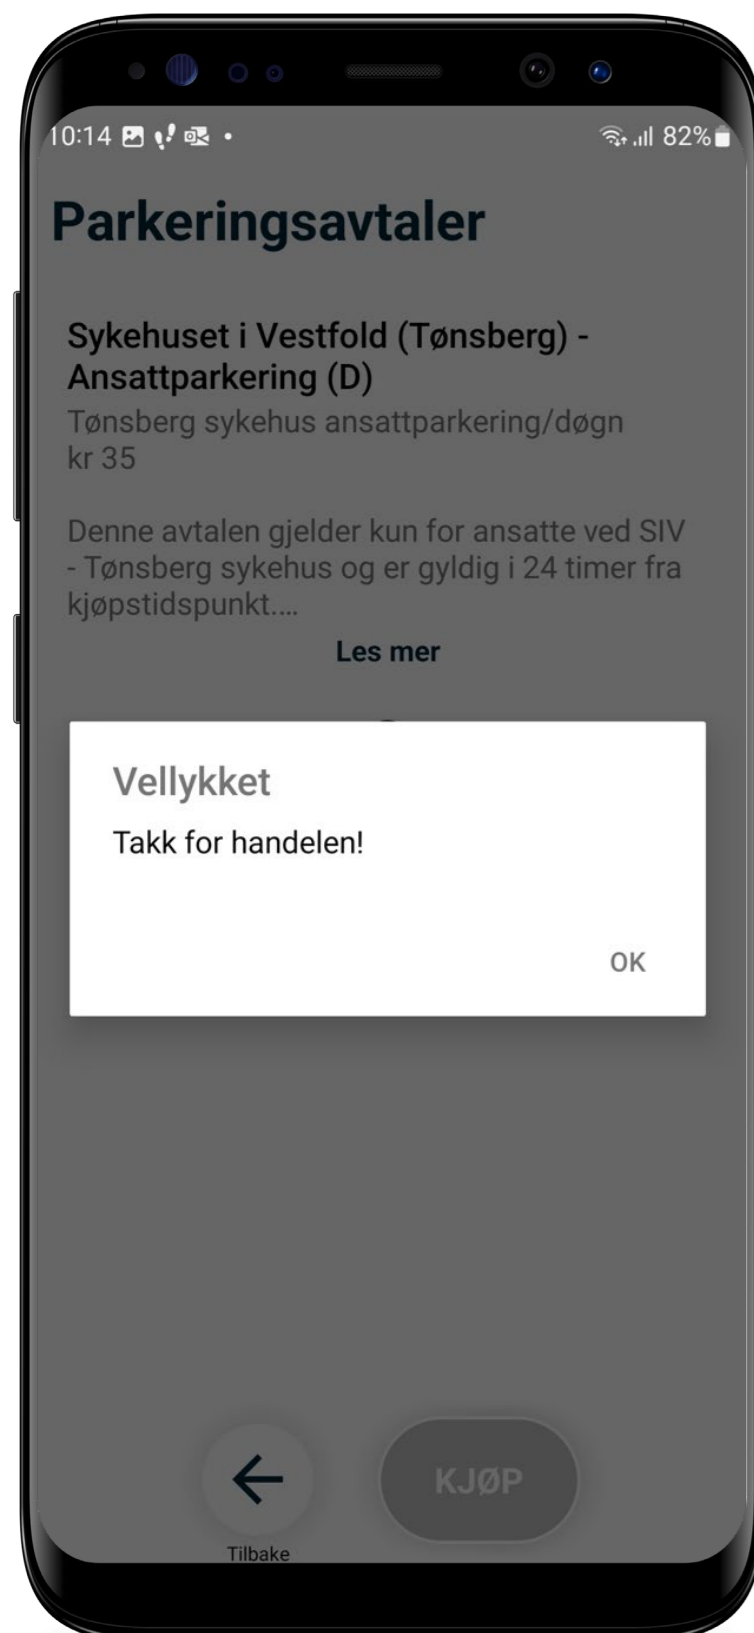 10:14 82%
Parkeringsavtaler
Sykehuset i Vestfold (Tønsberg) -
Ansattparkering (D)
Tønsberg sykehus ansattparkering/døgn
kr 35
Denne avtalen gjelder kun for ansatte ved SIV
- Tønsberg sykehus og er gyldig i 24 timer fra
kjøpstidspunkt....
Les mer
Vellykket
Takk for handelen!
OK
KJØP
Tilbake